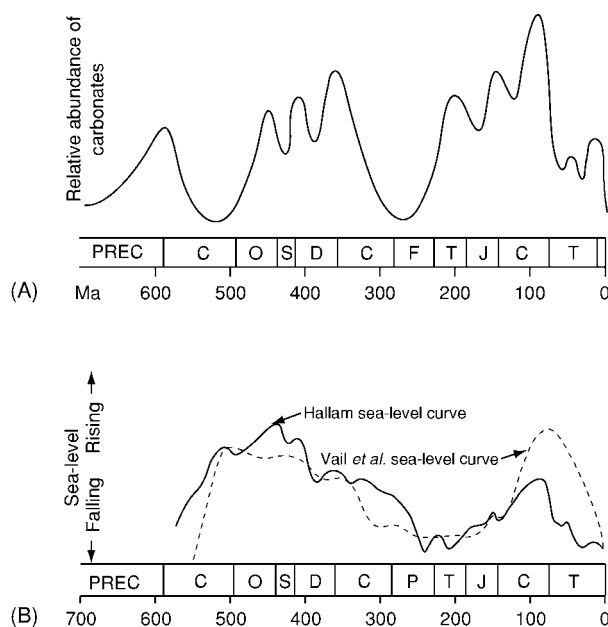 Relative abundance of
carbonates
PREC C O S D C F T J C T
(A) Ma 600 500 400 300 200 100 0
Sea-level
Falling Rising
Hallam sea-level curve
Vail et al. sea-level curve
PREC C O S D C P T J C T
(B) 700 600 500 400 300 200 100 0